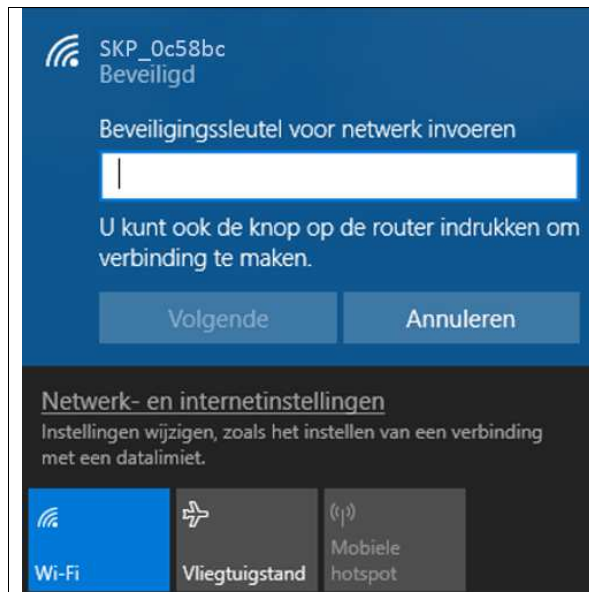 SKP_0c58bc
Beveiligd
Beveiligingssleutel voor netwerk invoeren
U kunt ook de knop op de router indrukken om
verbinding te maken.
Volgende
Annuleren
Netwerk- en internetinstellingen
Instellingen wijzigen, zoals het instellen van een verbinding
met een datalimiet.
Wi-Fi
Vliegtuigstand
Mobiele
hotspot